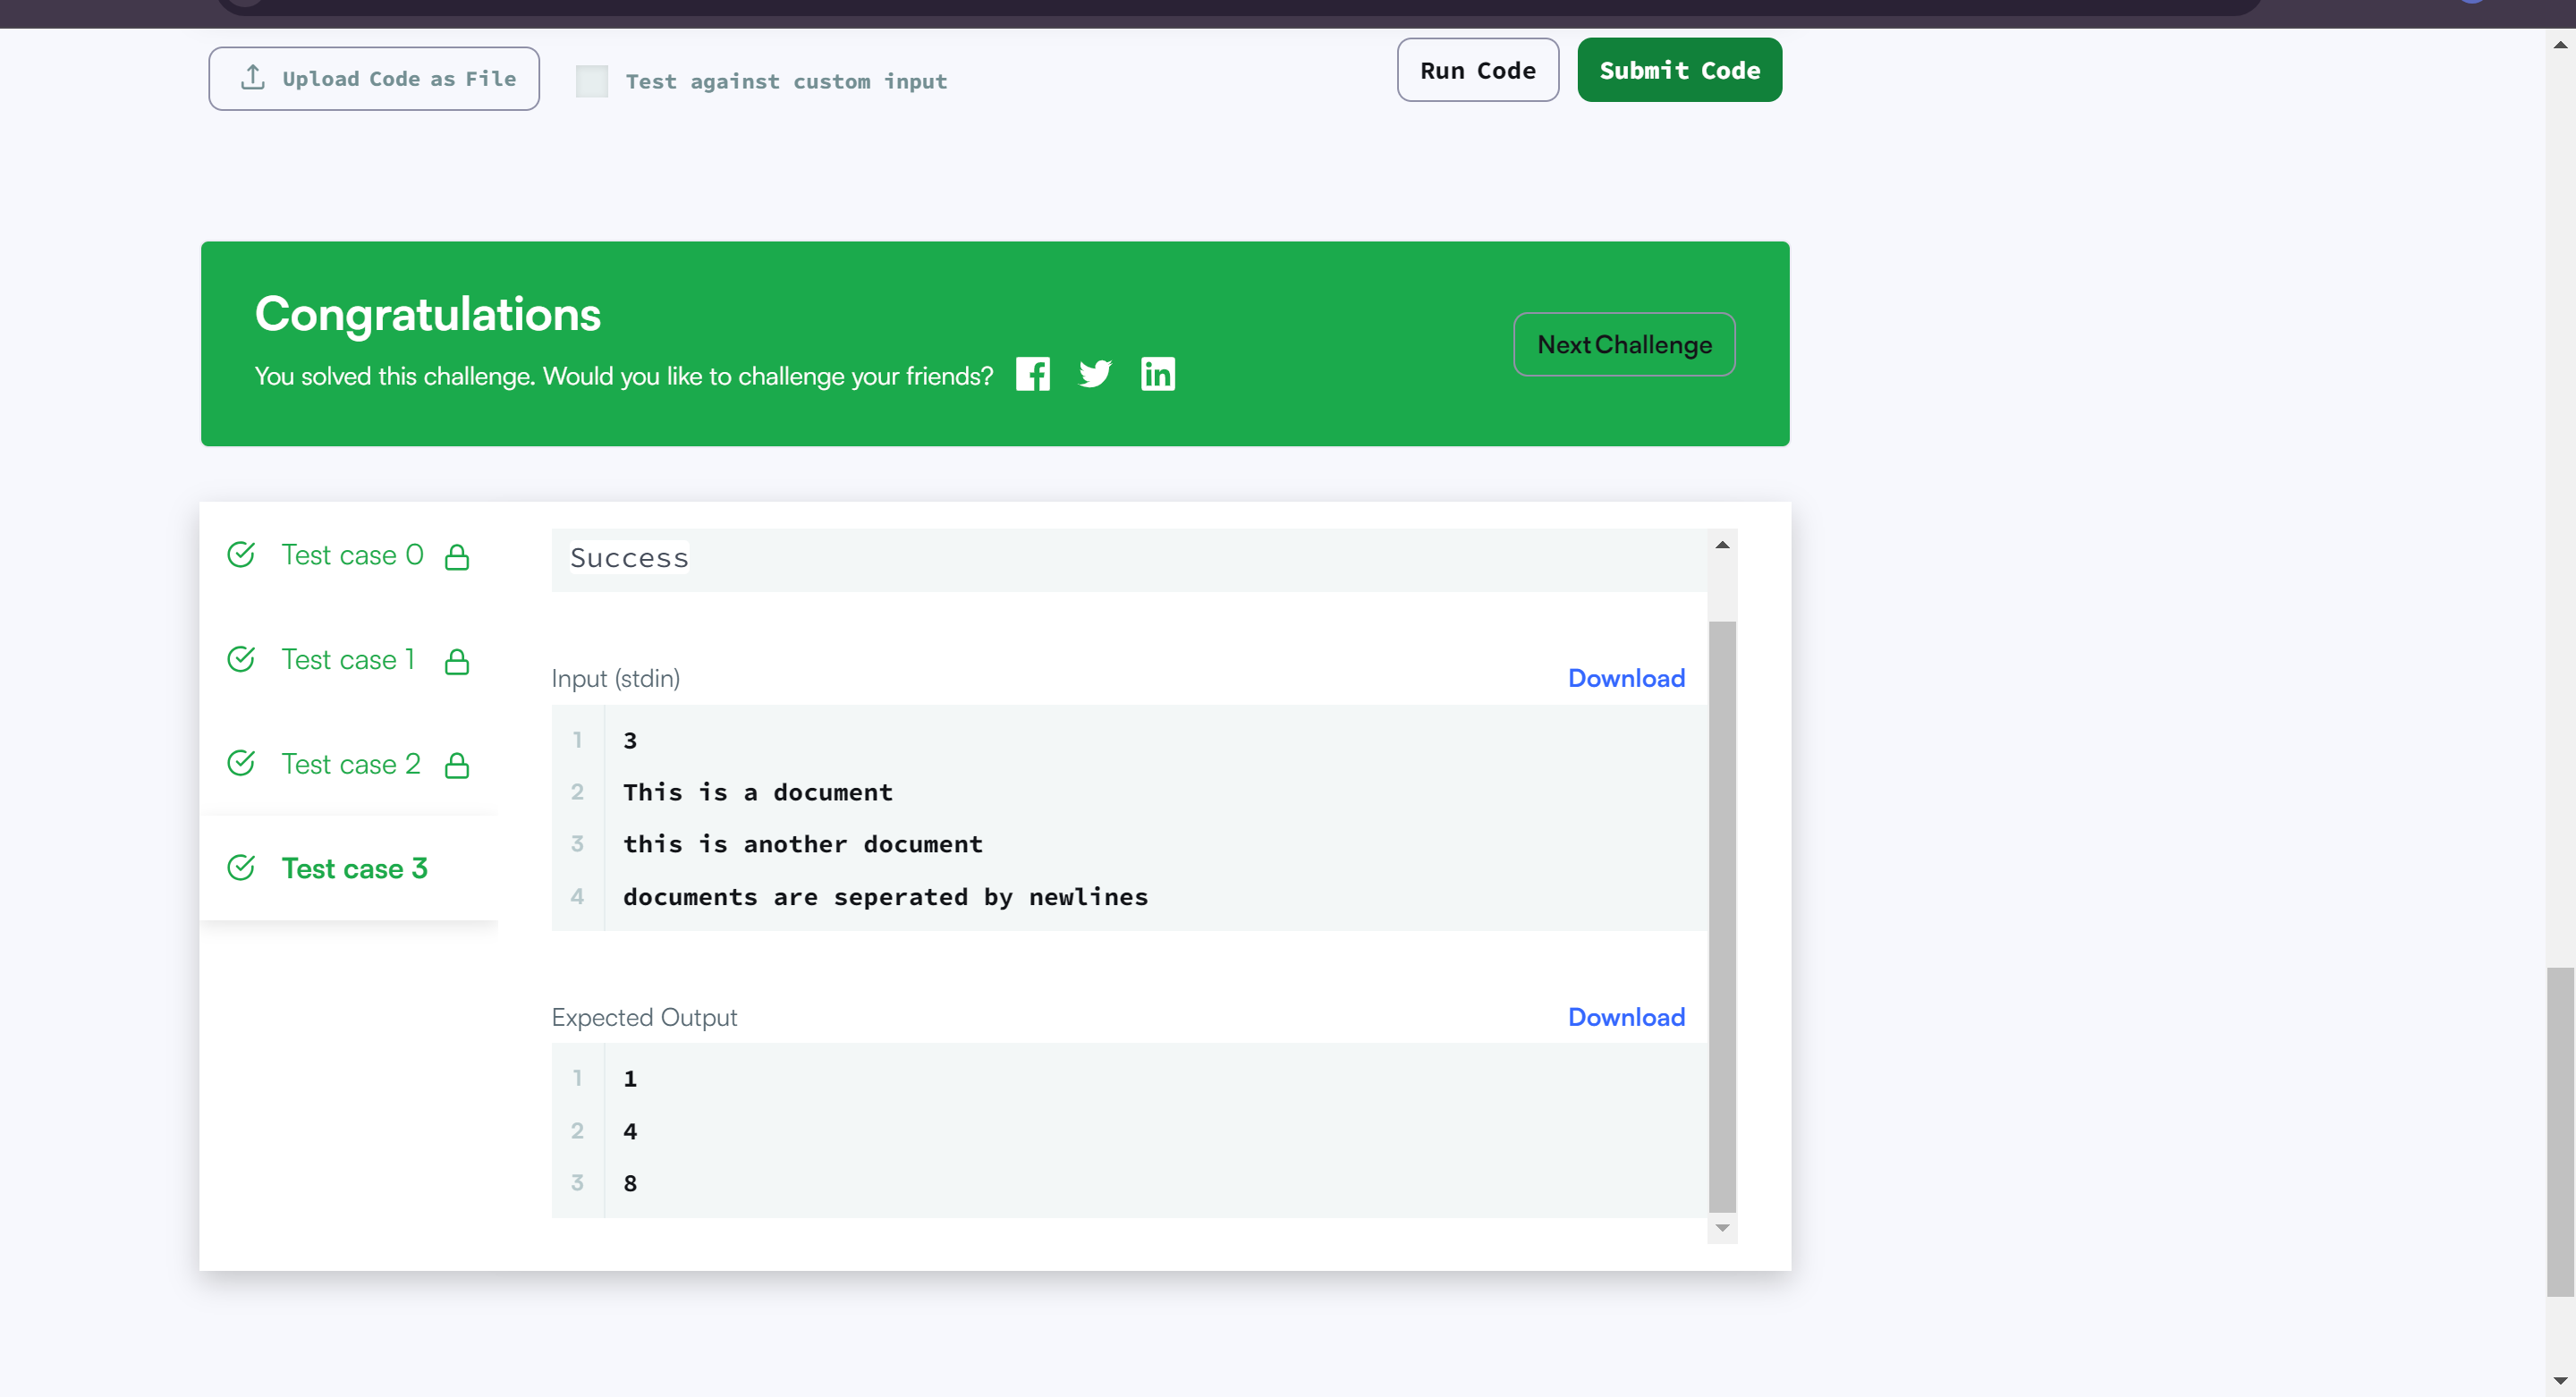 Upload Code as File
Test against custom input
Run Code
Submit Code
Congratulations
You solved this challenge. Would you like to challenge your friends?
Next Challenge
Test case 0
Test case 1
Test case 2
Test case 3
Success
Input (stdin)
Download
1 3
2 This is a document
3 this is another document
4 documents are seperated by newlines
Expected Output
Download
1 1
2 4
3 8